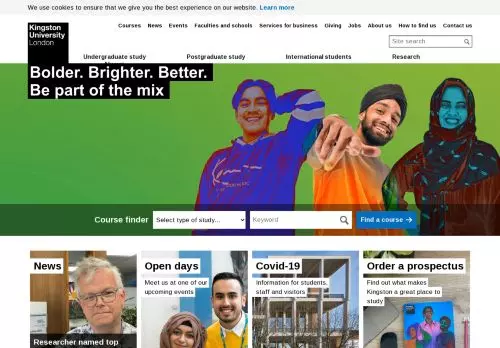 We use cookies to ensure that we give you the best experience on our website. Learn more
Kingston
University
London
Courses News Events Faculties and schools Services for business Giving Jobs About us How to find us Contact us
Site search
Undergraduate study Postgraduate study International students Research
Bolder. Brighter. Better.
Be part of the mix
Course finder Select type of study... Keyword Find a course
News
Researcher named top
Open days
Meet us at one of our
upcoming events
Covid-19
Information for students,
staff and visitors
Order a prospectus
Find out what makes
Kingston a great place to
study